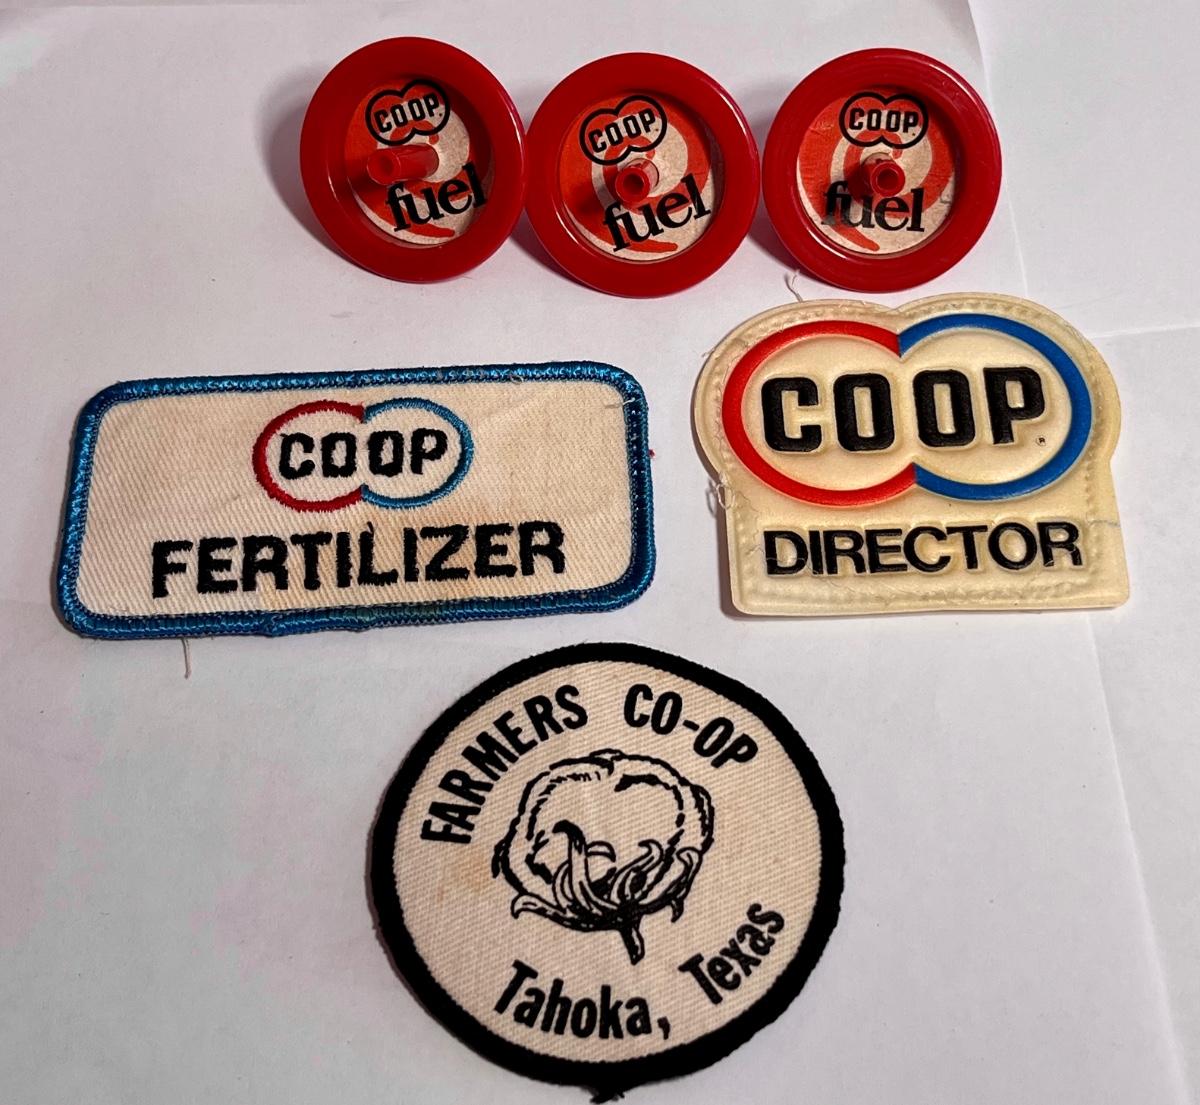 COOP
fuel
COOP
fuel
COOP
fuel
COOP
FERTILIZER
COOP®
DIRECTOR
FARMERS CO-OP
Tahoka, Texas